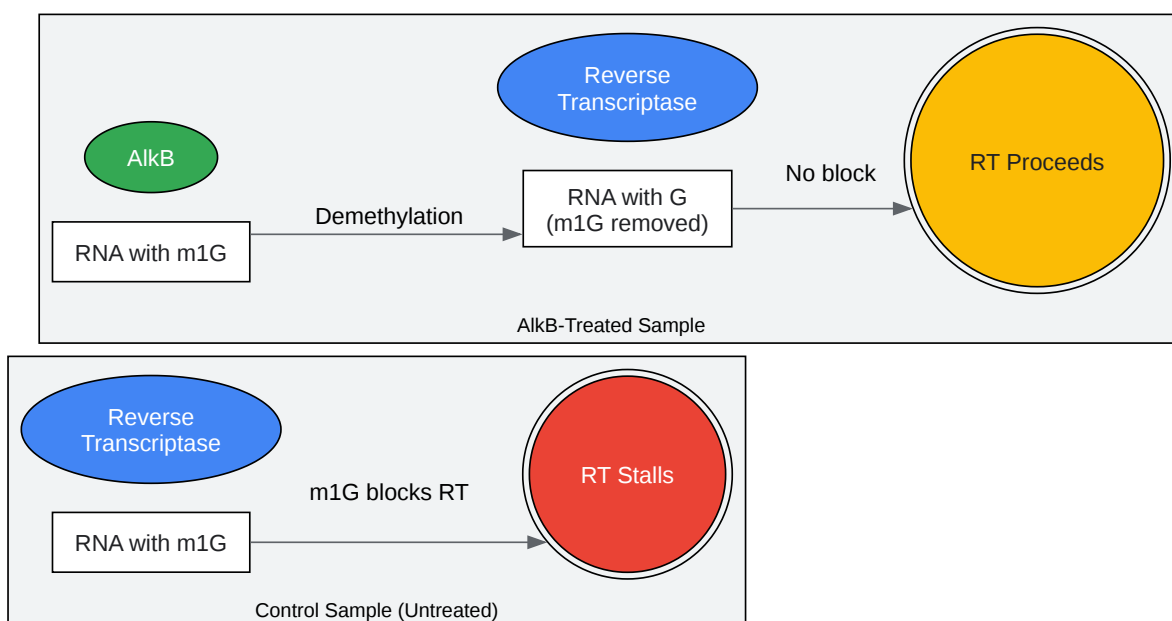 Reverse
Transcriptase
AlkB
RT Proceeds
No block
RNA with G
(m1G removed)
Demethylation
RNA with m1G
AlkB-Treated Sample
Reverse
Transcriptase
RT Stalls
m1G blocks RT
RNA with m1G
Control Sample (Untreated)